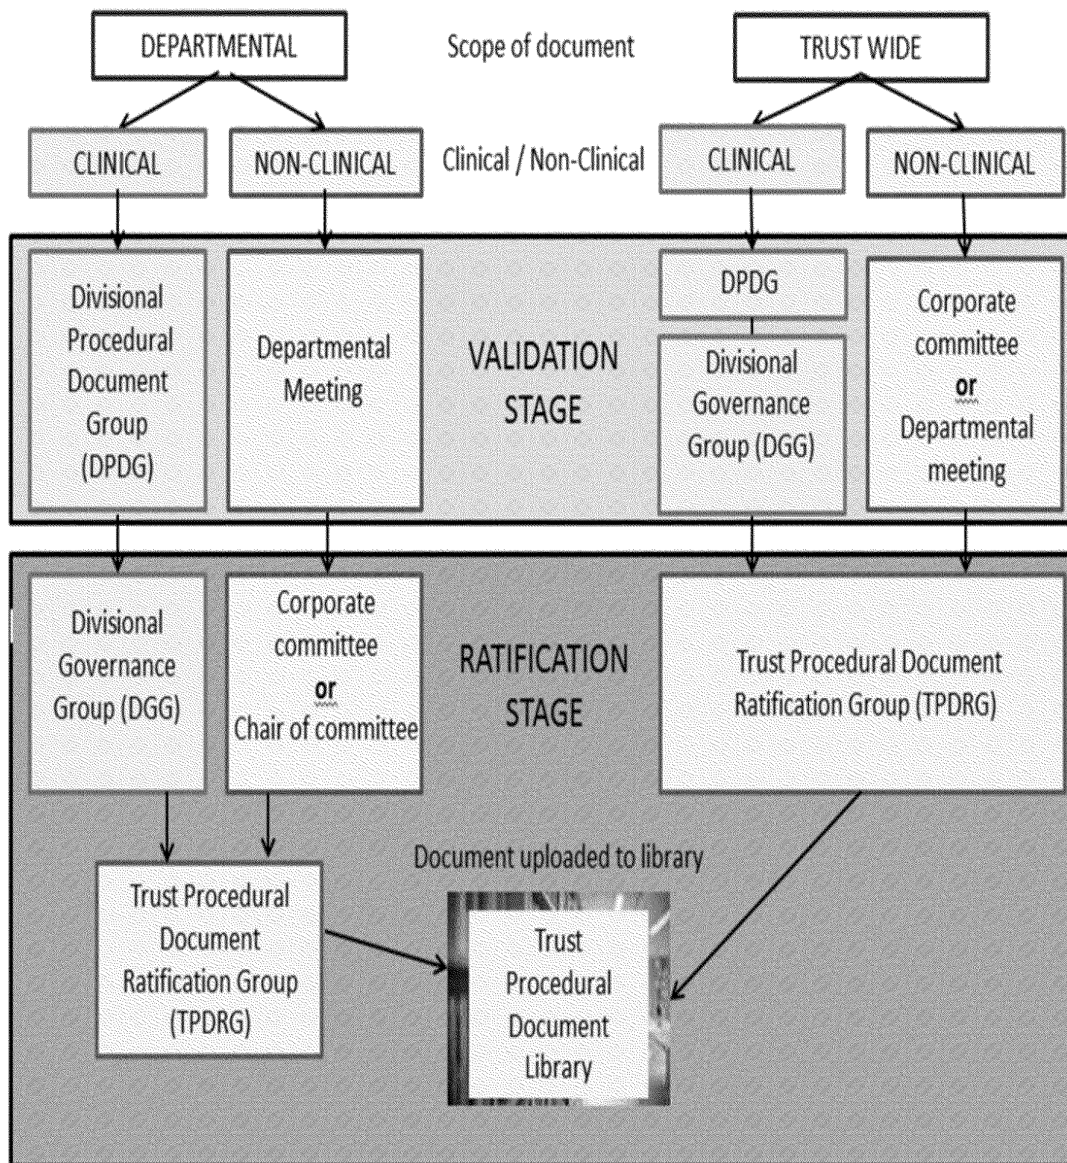 DEPARTMENTAL
Scope of document
TRUST WIDE
CLINICAL
NON-CLINICAL
Clinical / Non-Clinical
CLINICAL
NON-CLINICAL
Divisional
Procedural
Document
Group
(DPDG)
Departmental
Meeting
VALIDATION
STAGE
DPDG
Divisional
Governance
Group (DGG)
Corporate
committee
or
Departmental
meeting
Divisional
Governance
Group (DGG)
Corporate
committee
or
Chair of committee
RATIFICATION
STAGE
Trust Procedural Document
Ratification Group (TPDRG)
Trust Procedural
Document
Ratification Group
(TPDRG)
Document uploaded to library
Trust
Procedural
Document
Library